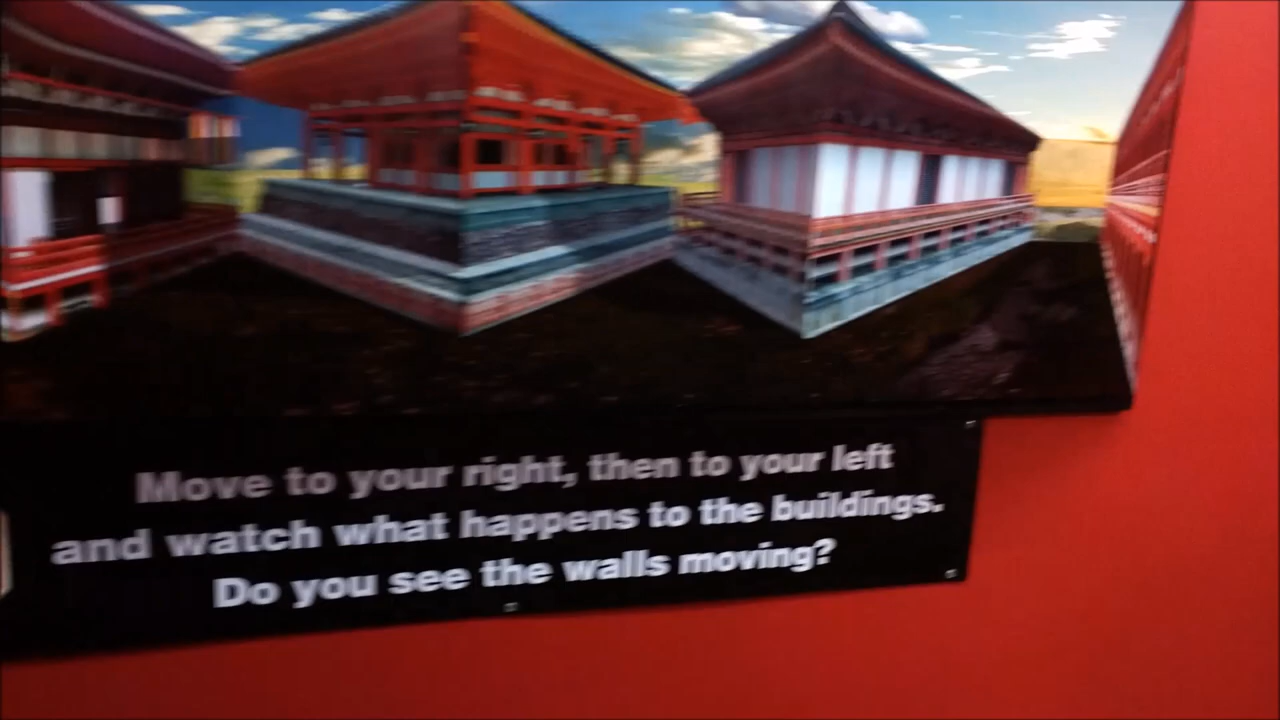 Move to your right, then to your left
and watch what happens to the buildings.
Do you see the walls moving?